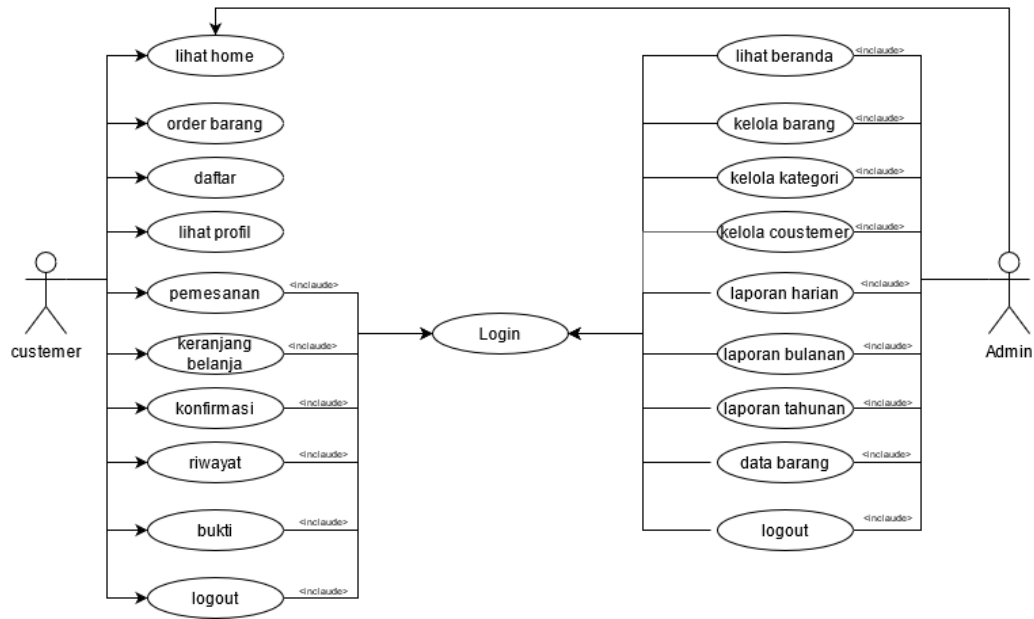 lihat home
order barang
daftar
lihat profil
custemer
pemesanan
<inclaude>
keranjang
belanja
<inclaude>
konfirmasi
<inclaude>
riwayat
<inclaude>
bukti
<inclaude>
logout
<inclaude>
Login
lihat beranda
<inclaude>
kelola barang
<inclaude>
kelola kategori
<inclaude>
kelola coustemer
<inclaude>
laporan harian
<inclaude>
laporan bulanan
<inclaude>
laporan tahunan
<inclaude>
data barang
<inclaude>
logout
<inclaude>
Admin